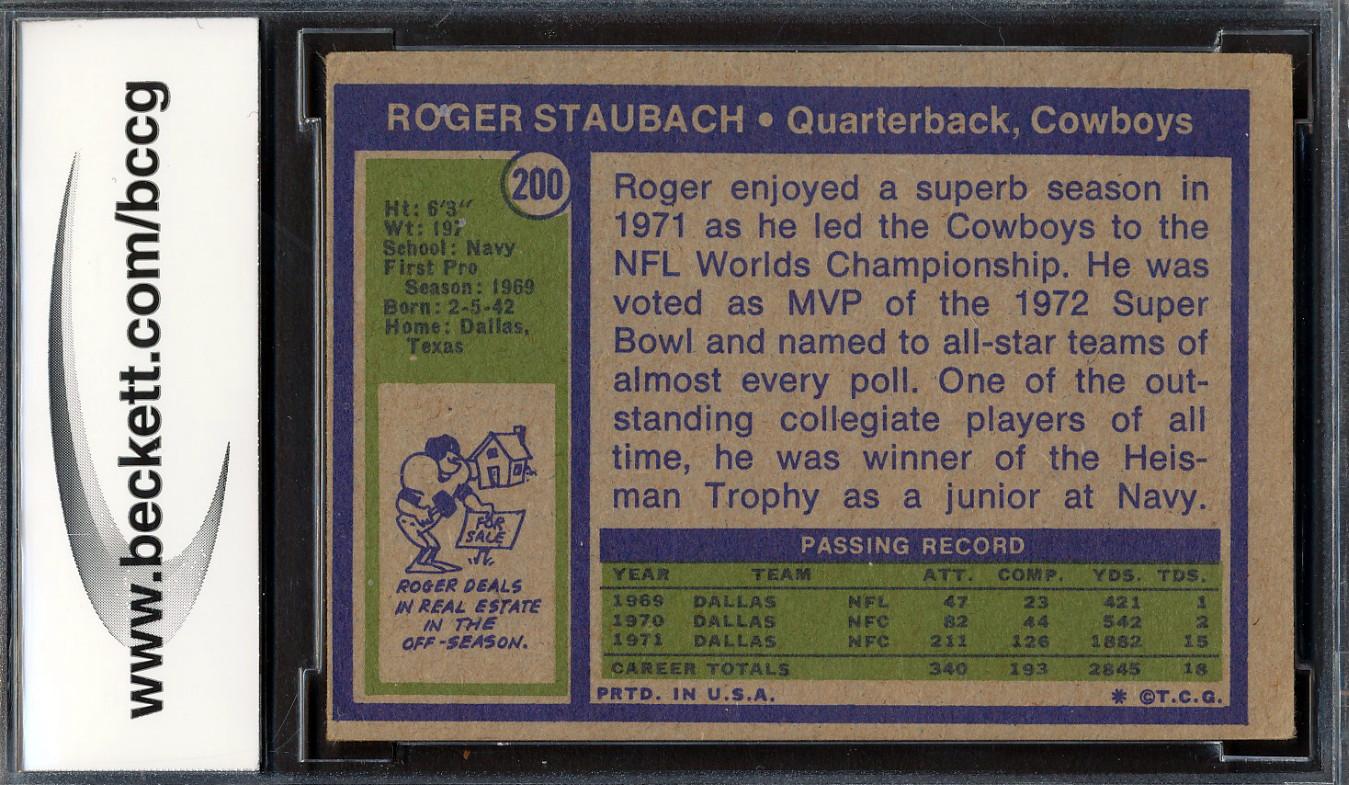 www.beckett.com/bccg
ROGER STAUBACH • Quarterback, Cowboys
200
Ht: 6'3"
Wt: 197
School: Navy
First Pro
Season: 1969
Born: 2-5-42
Home: Dallas,
Texas
FOR
SALE
ROGER DEALS
IN REAL ESTATE
IN THE
OFF-SEASON.
Roger enjoyed a superb season in
1971 as he led the Cowboys to the
NFL Worlds Championship. He was
voted as MVP of the 1972 Super
Bowl and named to all-star teams of
almost every poll. One of the out-
standing collegiate players of all
time, he was winner of the Heis-
man Trophy as a junior at Navy.
PASSING RECORD
YEAR TEAM ATT. COMP. YDS. TDS.
1969 DALLAS NFL 47 23 421 1
1970 DALLAS NFC 82 44 542 2
1971 DALLAS NFC 211 126 1882 15
CAREER TOTALS 340 193 2845 18
PRTD. IN U.S.A. * ©T.C.G.